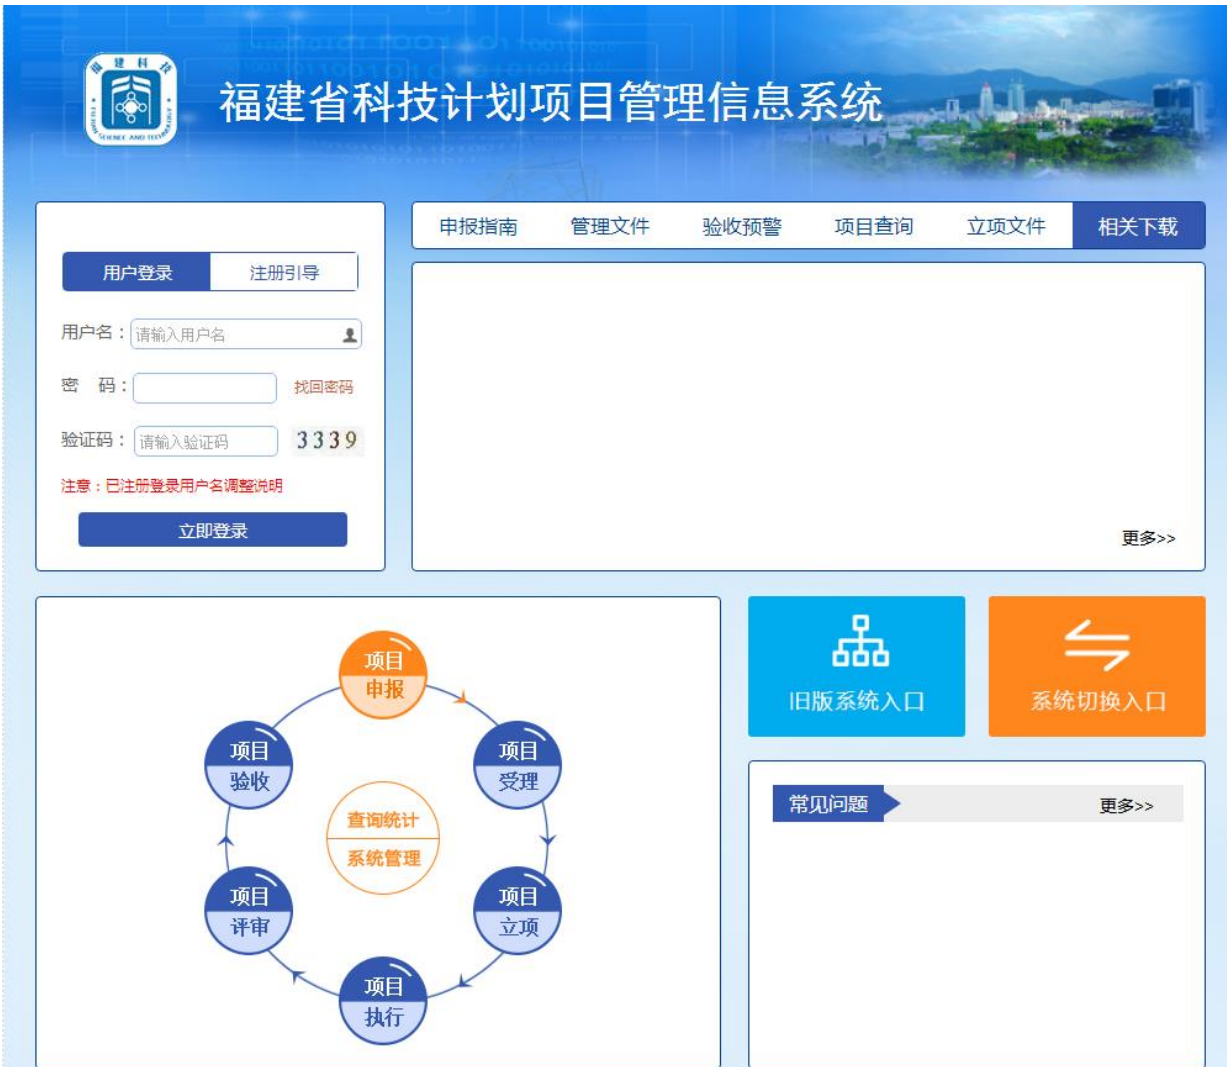 福建科技
福建省科技计划项目管理信息系统
申报指南 管理文件 验收预警 项目查询 立项文件 相关下载
用户登录 注册引导
用户名： 请输入用户名
密 码： 找回密码
验证码： 请输入验证码 3339
注意：已注册登录用户名调整说明
立即登录
更多>>
项目
申报
项目
受理
项目
立项
项目
执行
项目
评审
项目
验收
查询统计
系统管理
旧版系统入口
系统切换入口
常见问题 更多>>